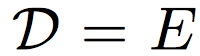 𝒟 = E